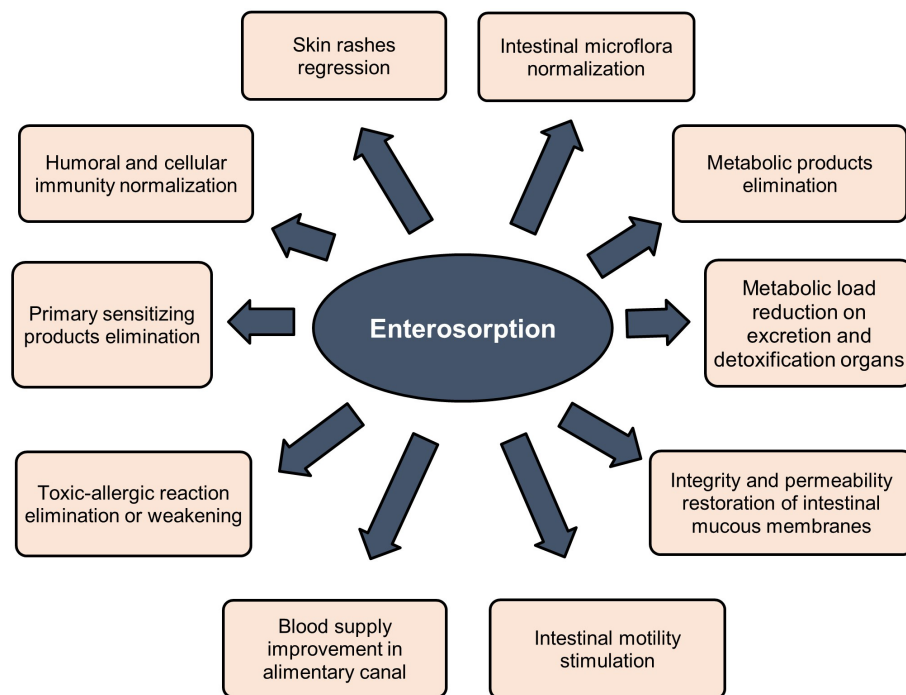 Skin rashes
regression
Intestinal microflora
normalization
Humoral and cellular
immunity normalization
Metabolic products
elimination
Primary sensitizing
products elimination
Enterosorption
Metabolic load
reduction on
excretion and
detoxification organs
Toxic-allergic reaction
elimination or weakening
Integrity and permeability
restoration of intestinal
mucous membranes
Blood supply
improvement in
alimentary canal
Intestinal motility
stimulation